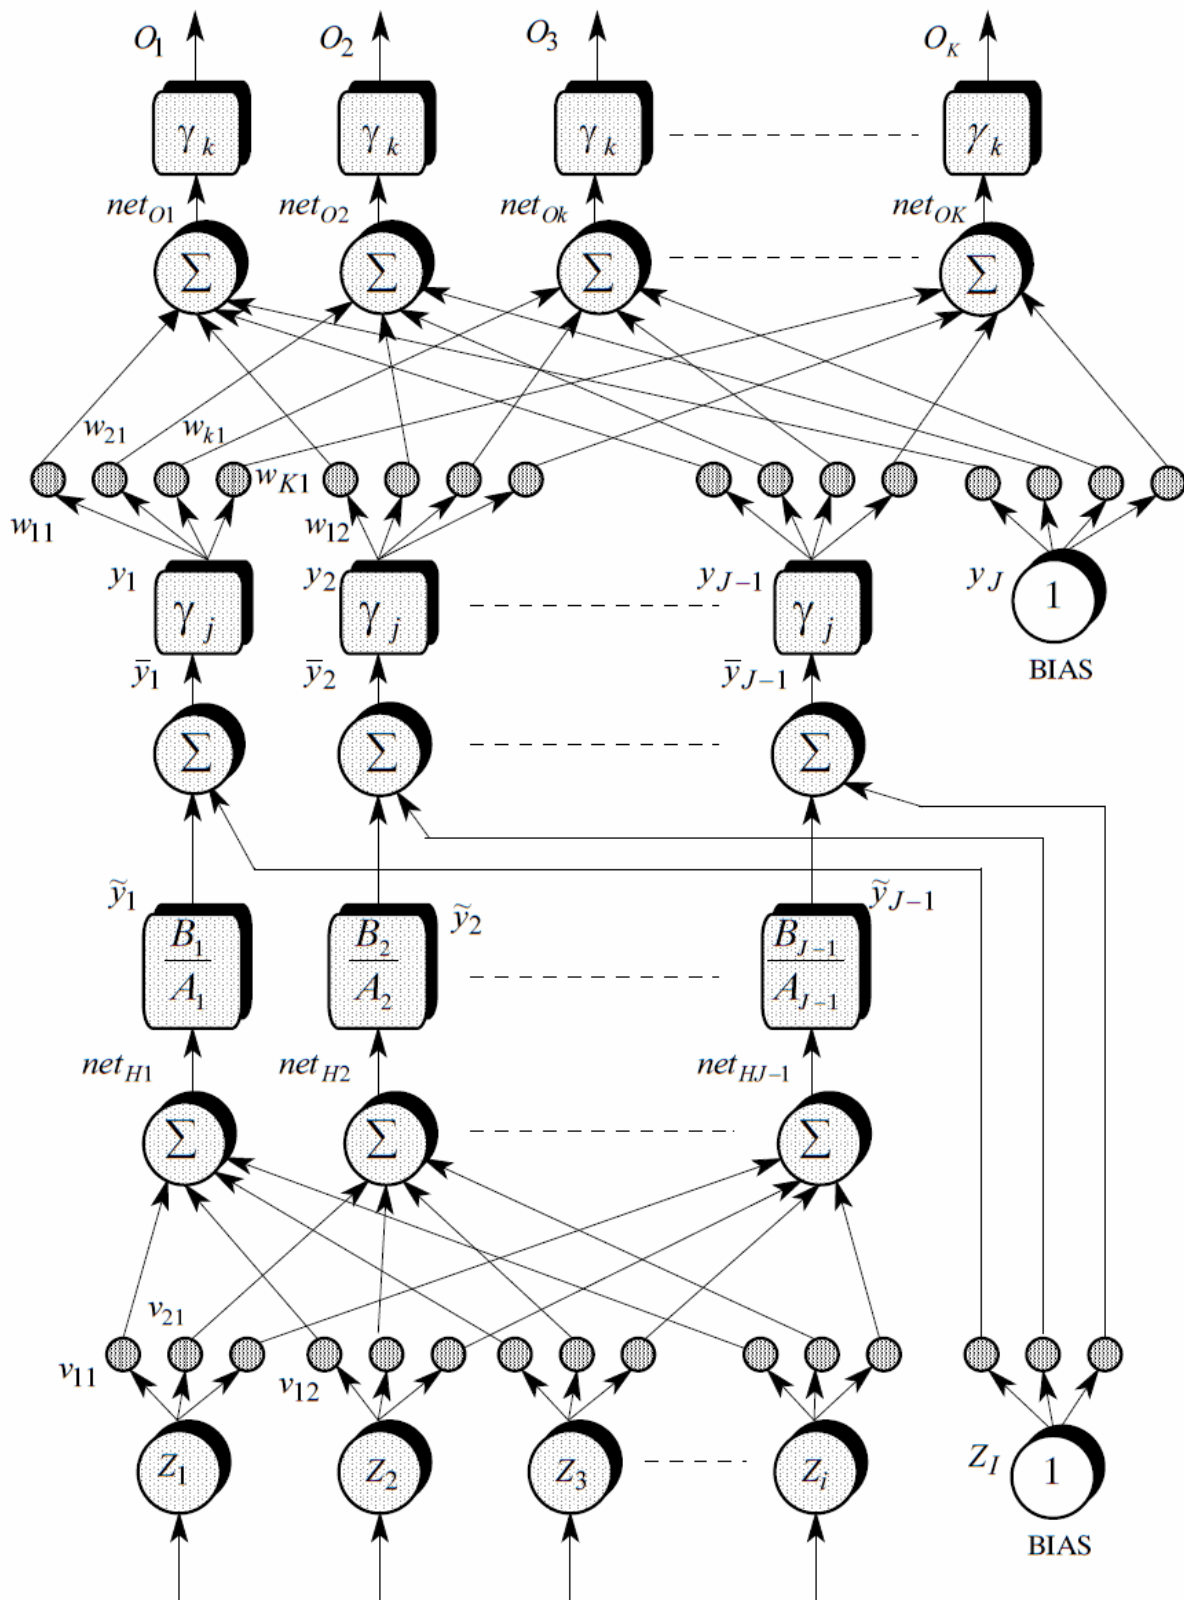 O1 O2 O3 OK
γk γk γk γk
netO1 netO2 netOk netOK
Σ Σ Σ Σ
w21 wk1
wK1
w11 w12
y1 y2 yJ−1 yJ
γj γj γj 1
ȳ1 ȳ2 ȳJ−1 BIAS
Σ Σ Σ
ỹ1 ỹ2 ỹJ−1
B1 B2 BJ−1
A1 A2 AJ−1
netH1 netH2 netHJ−1
Σ Σ Σ
v21
v11 v12
Z1 Z2 Z3 Zi ZI 1
BIAS